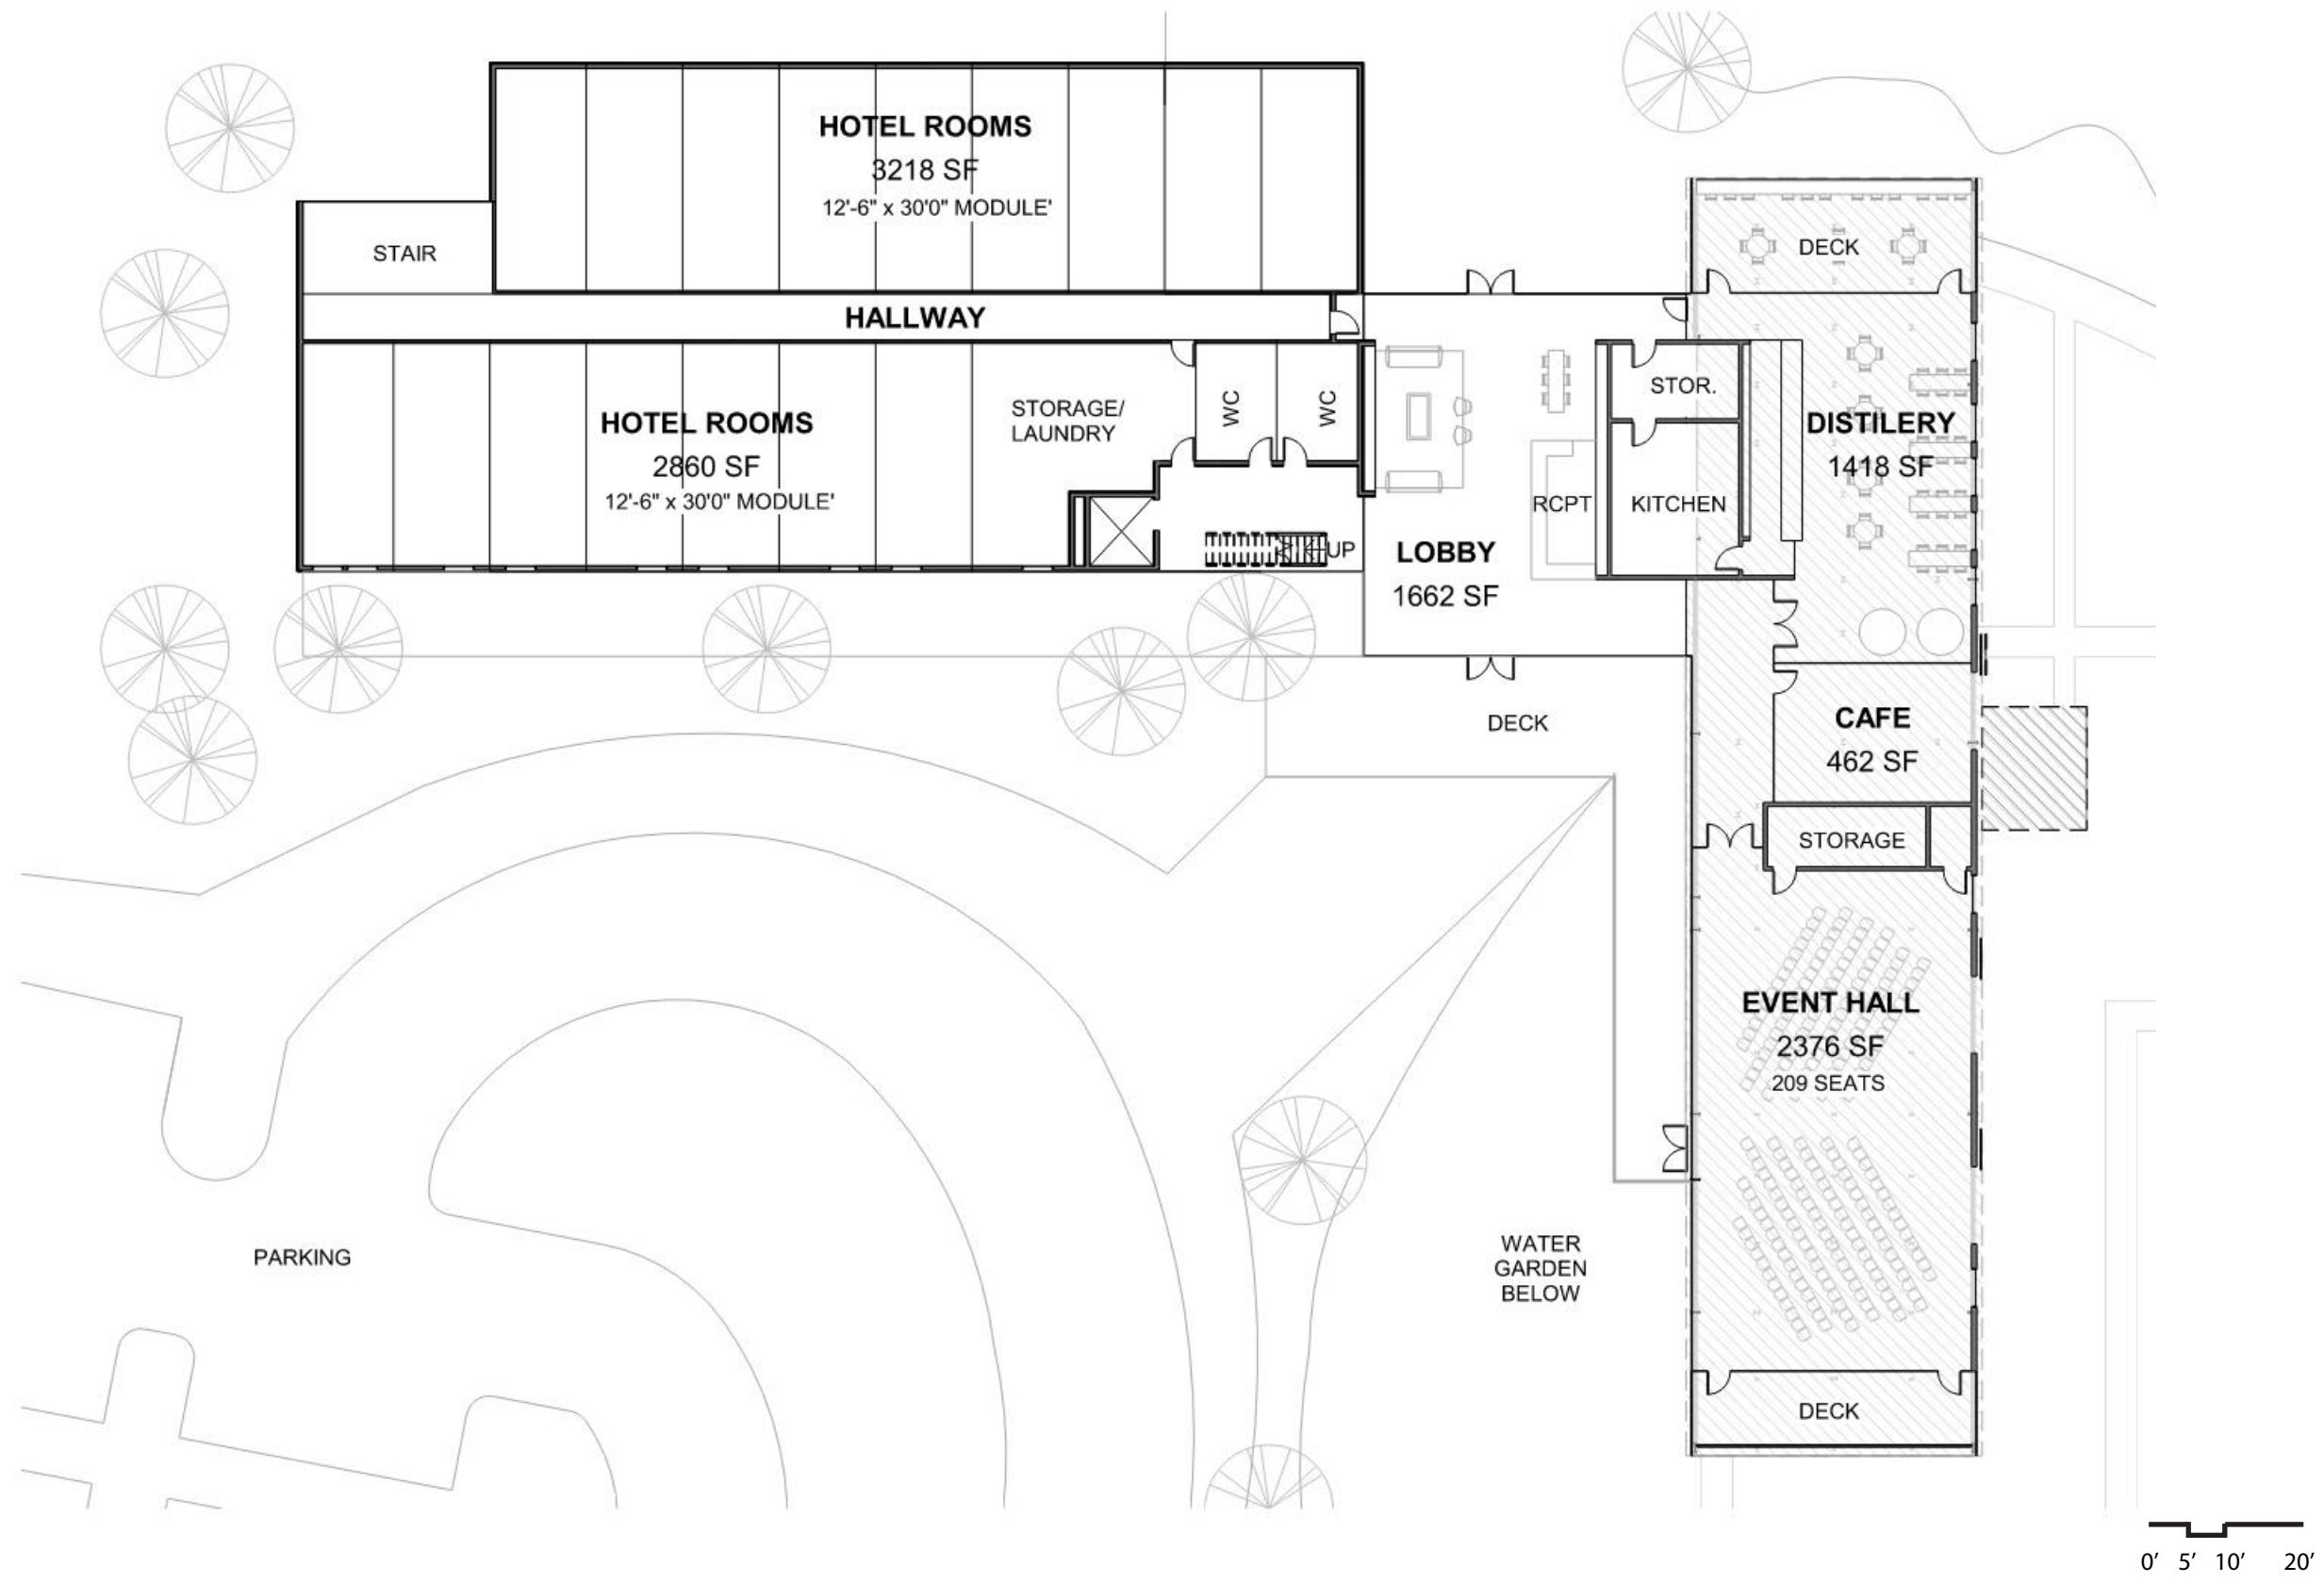 HOTEL ROOMS
3218 SF
12'-6" x 30'0" MODULE'
STAIR
DECK
HALLWAY
HOTEL ROOMS
2860 SF
12'-6" x 30'0" MODULE'
STORAGE/
LAUNDRY
WC
WC
UP
LOBBY
1662 SF
RCPT
STOR.
KITCHEN
DISTILERY
1418 SF
DECK
CAFE
462 SF
STORAGE
EVENT HALL
2376 SF
209 SEATS
WATER
GARDEN
BELOW
PARKING
DECK
0' 5' 10' 20'